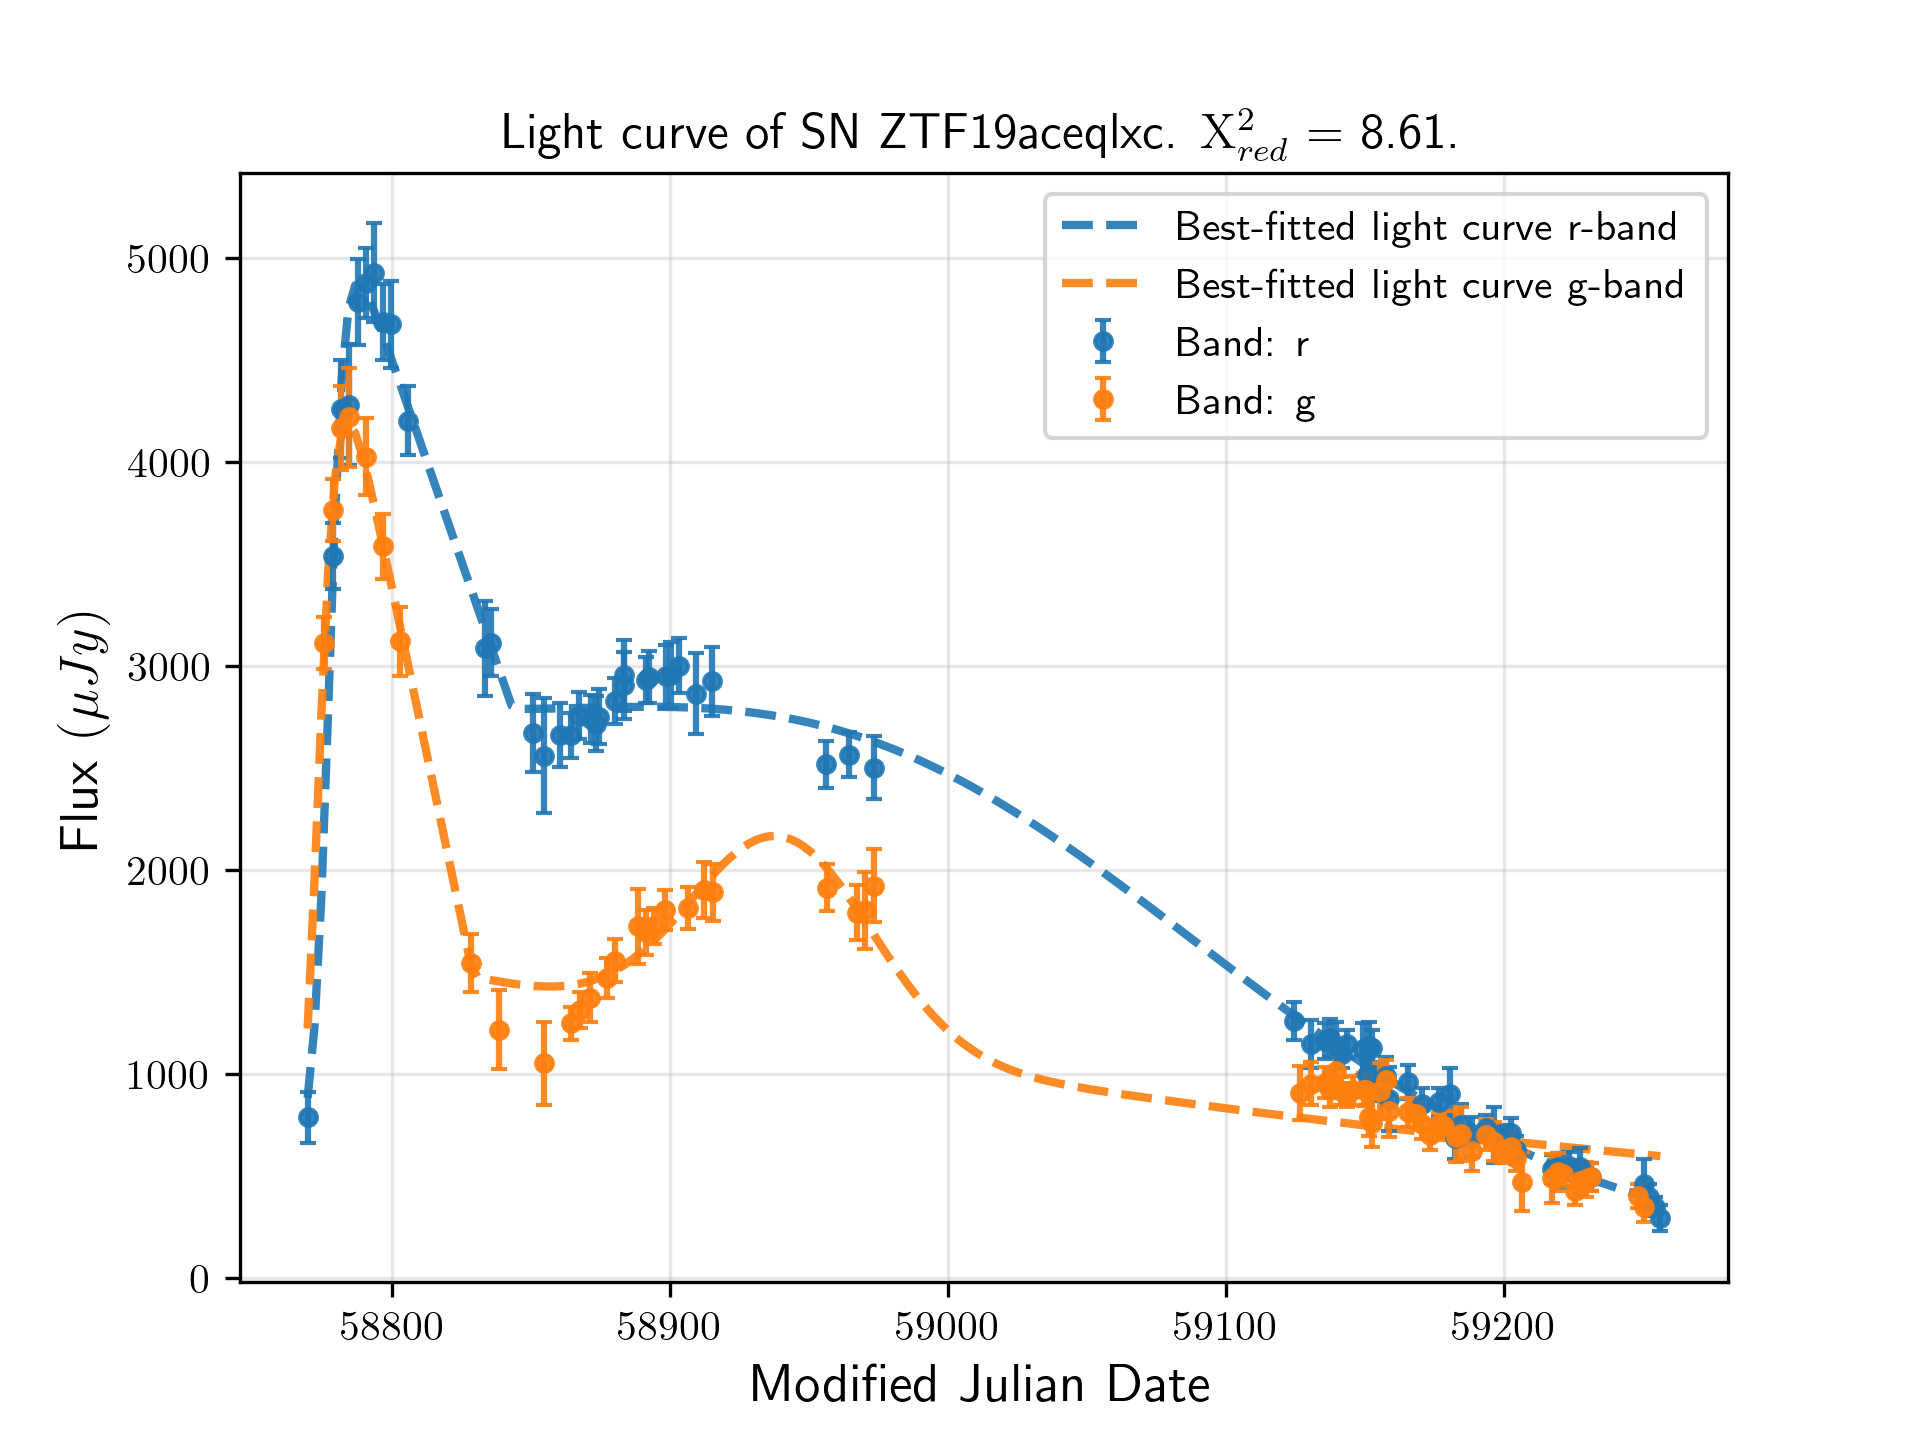 Light curve of SN ZTF19aceqlxc. X²_red = 8.61.
Best-fitted light curve r-band
Best-fitted light curve g-band
Band: r
Band: g
Flux (μJy)
5000
4000
3000
2000
1000
0
58800 58900 59000 59100 59200
Modified Julian Date